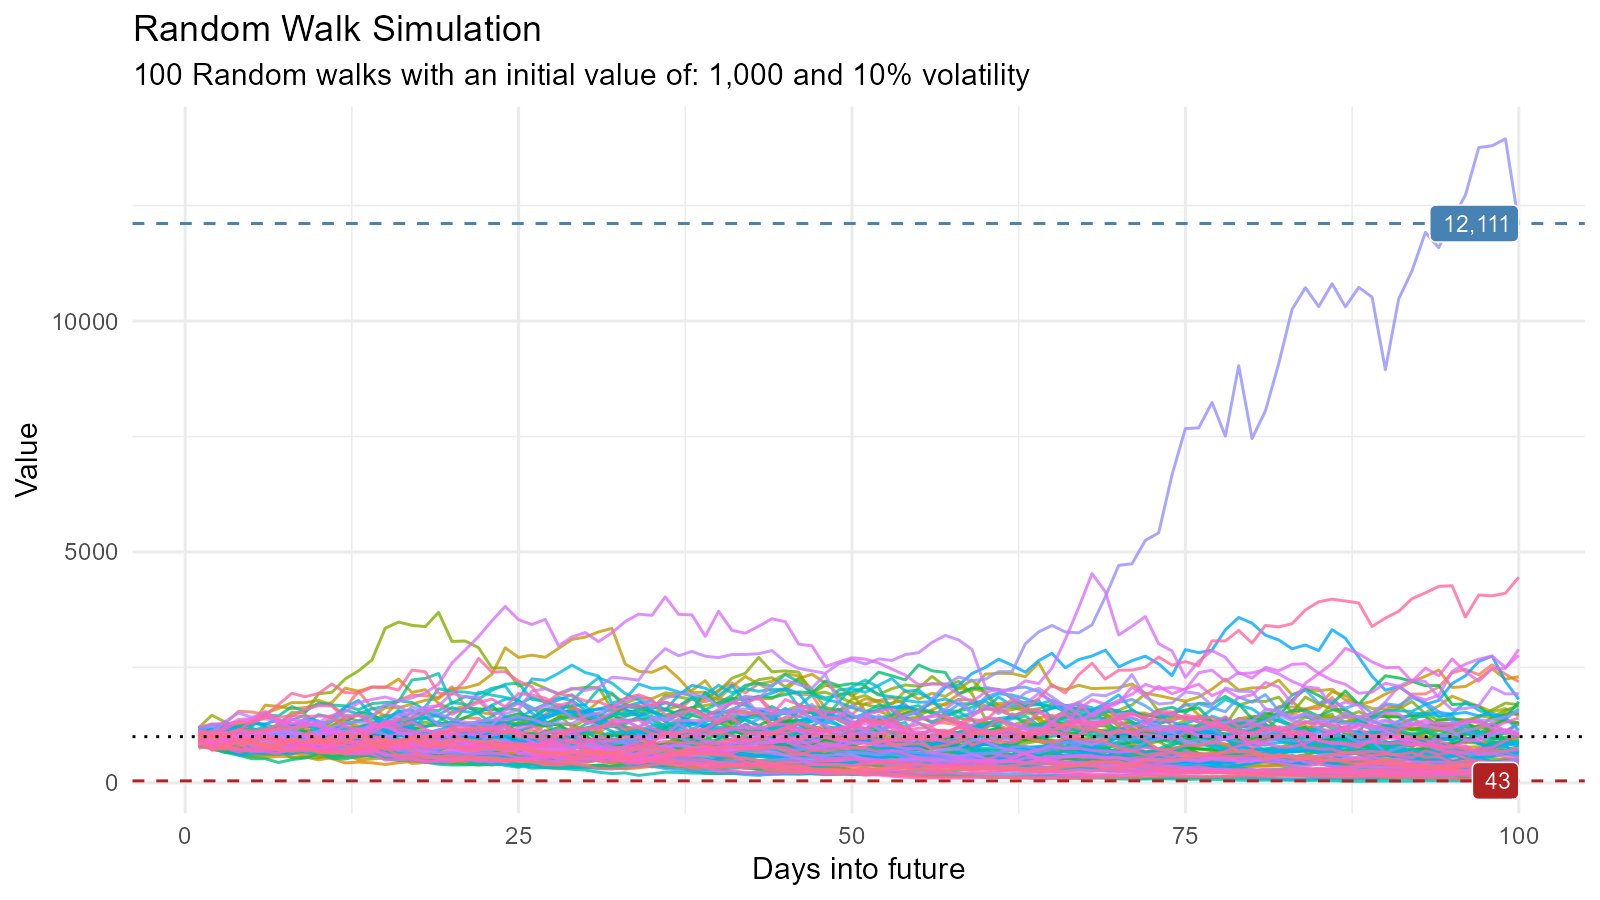 Random Walk Simulation
100 Random walks with an initial value of: 1,000 and 10% volatility
12,111
10000
Value
5000
0
43
0 25 50 75 100
Days into future